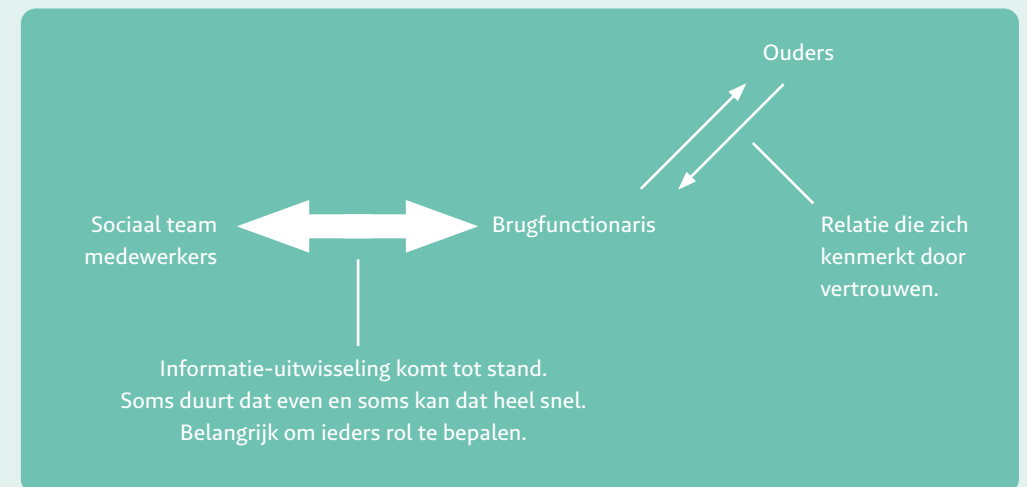 Ouders
Sociaal team
medewerkers
Brugfunctionaris
Relatie die zich
kenmerkt door
vertrouwen.
Informatie-uitwisseling komt tot stand.
Soms duurt dat even en soms kan dat heel snel.
Belangrijk om ieders rol te bepalen.